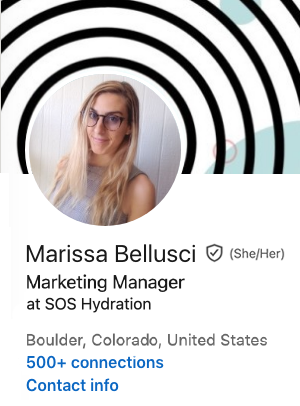 Marissa Bellusci (She/Her)
Marketing Manager
at SOS Hydration
Boulder, Colorado, United States
500+ connections
Contact info